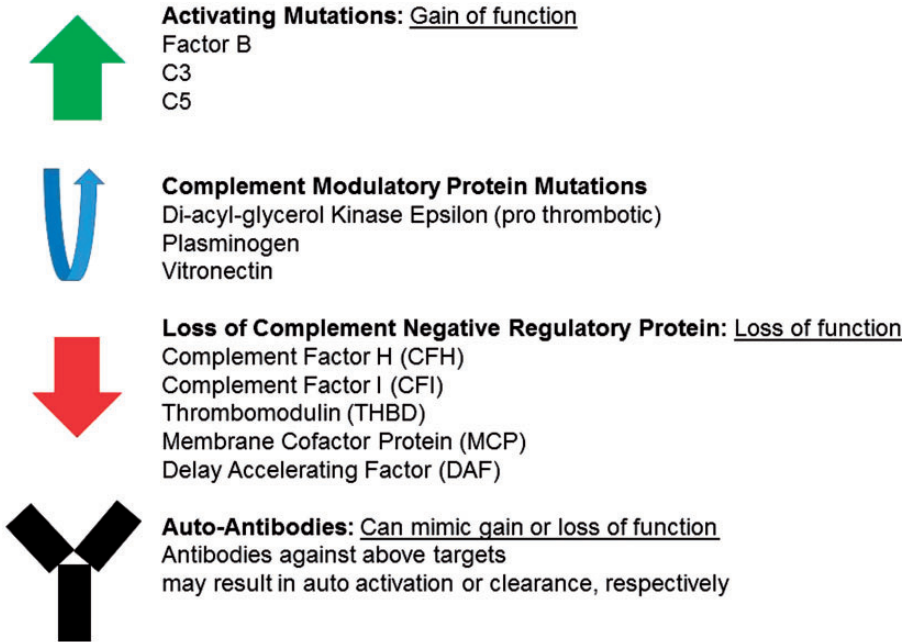 Activating Mutations: Gain of function
Factor B
C3
C5
Complement Modulatory Protein Mutations
Di-acyl-glycerol Kinase Epsilon (pro thrombotic)
Plasminogen
Vitronectin
Loss of Complement Negative Regulatory Protein: Loss of function
Complement Factor H (CFH)
Complement Factor I (CFI)
Thrombomodulin (THBD)
Membrane Cofactor Protein (MCP)
Delay Accelerating Factor (DAF)
Auto-Antibodies: Can mimic gain or loss of function
Antibodies against above targets
may result in auto activation or clearance, respectively